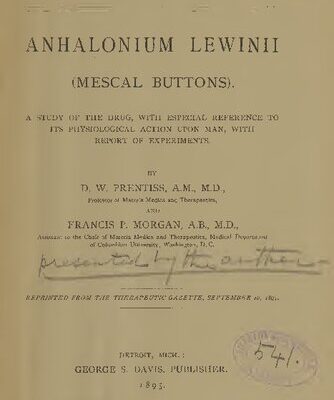 ANHALONIUM LEWINII
(MESCAL BUTTONS).
A STUDY OF THE DRUG, WITH ESPECIAL REFERENCE TO
ITS PHYSIOLOGICAL ACTION UPON MAN, WITH
REPORT OF EXPERIMENTS.
BY
D. W. PRENTISS, A.M., M.D.,
Professor of Materia Medica and Therapeutics,
AND
FRANCIS P. MORGAN, A.B., M.D.,
Assistant to the Chair of Materia Medica and Therapeutics, Medical Department
of Columbian University, Washington, D. C.
presented by the author
REPRINTED FROM THE THERAPEUTIC GAZETTE, SEPTEMBER 16, 1895.
DETROIT, MICH.:
GEORGE S. DAVIS, PUBLISHER.
1895.
541.